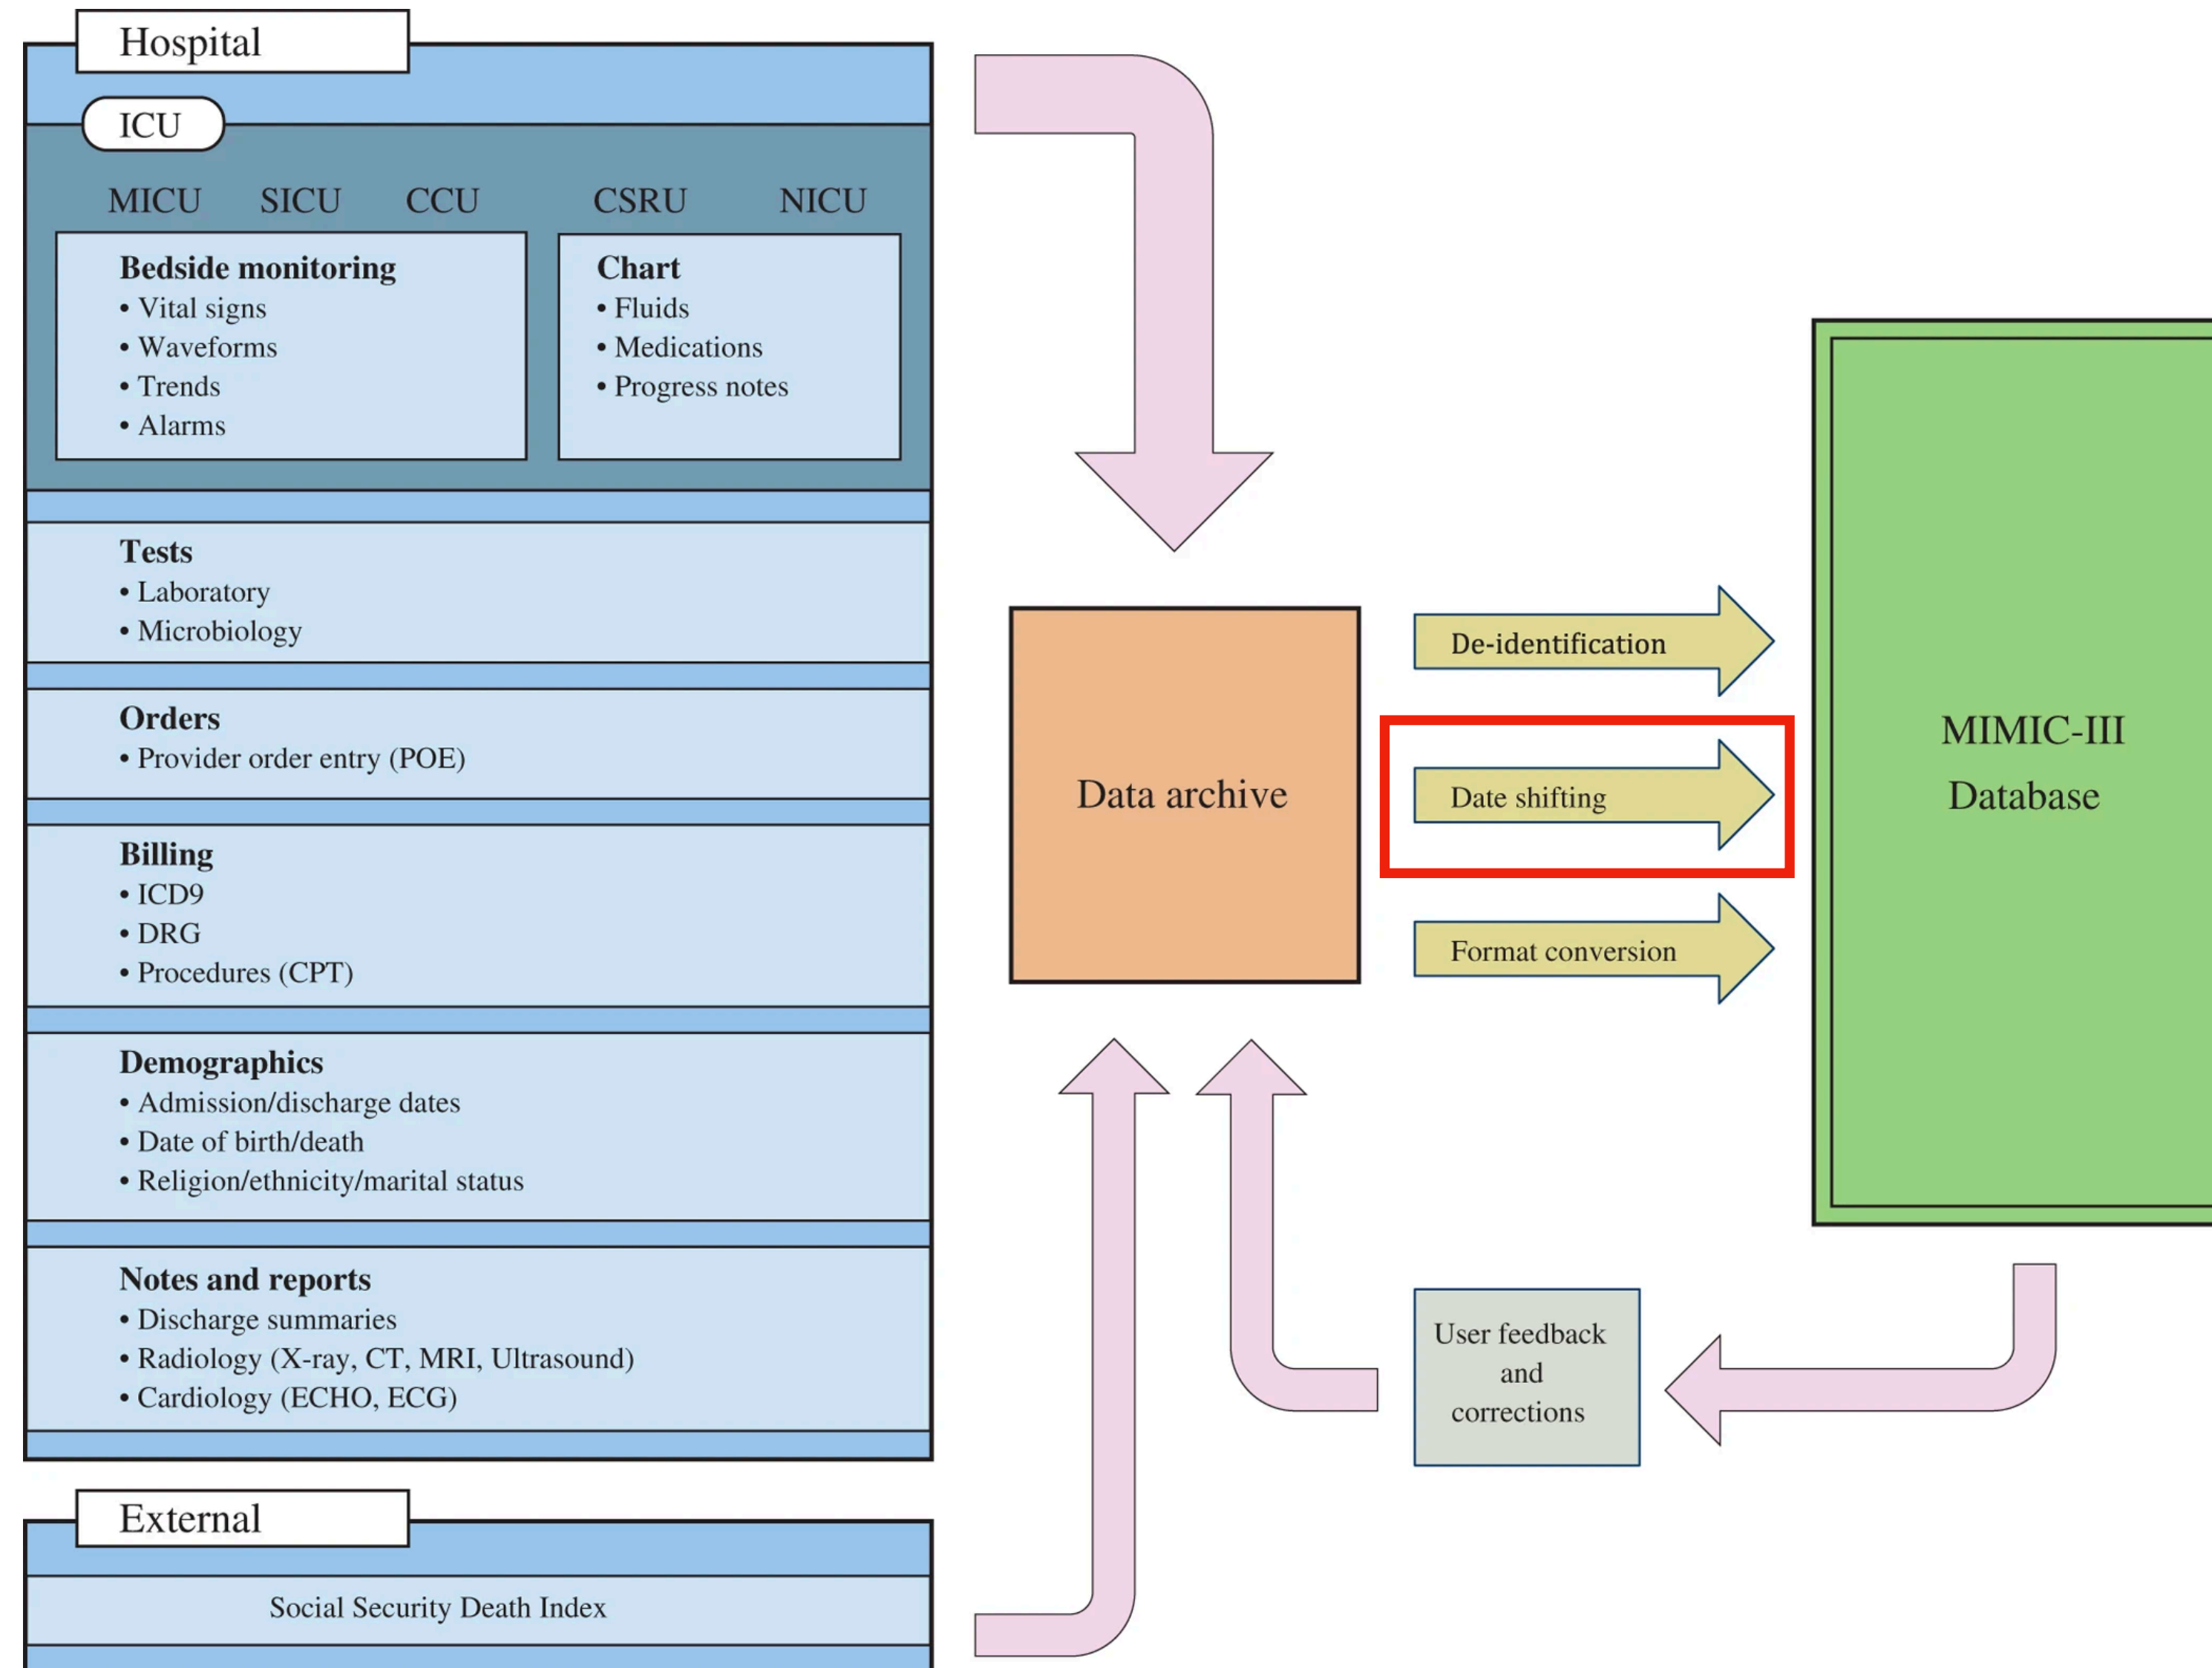 Hospital
ICU
MICU SICU CCU CSRU NICU
Bedside monitoring
• Vital signs
• Waveforms
• Trends
• Alarms
Chart
• Fluids
• Medications
• Progress notes
Tests
• Laboratory
• Microbiology
Orders
• Provider order entry (POE)
Billing
• ICD9
• DRG
• Procedures (CPT)
Demographics
• Admission/discharge dates
• Date of birth/death
• Religion/ethnicity/marital status
Notes and reports
• Discharge summaries
• Radiology (X-ray, CT, MRI, Ultrasound)
• Cardiology (ECHO, ECG)
External
Social Security Death Index
Data archive
De-identification
Date shifting
Format conversion
MIMIC-III
Database
User feedback
and
corrections